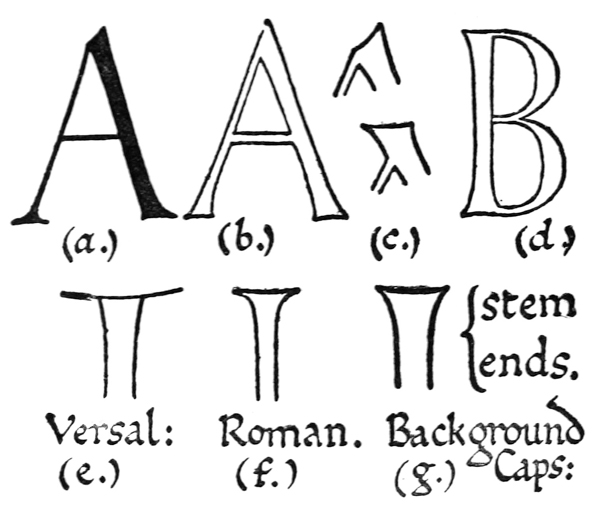 A A B
(a.) (b.) (c.) (d.)
{stem
ends.
Versal: Roman. Background
Caps:
(e.) (f.) (g.)